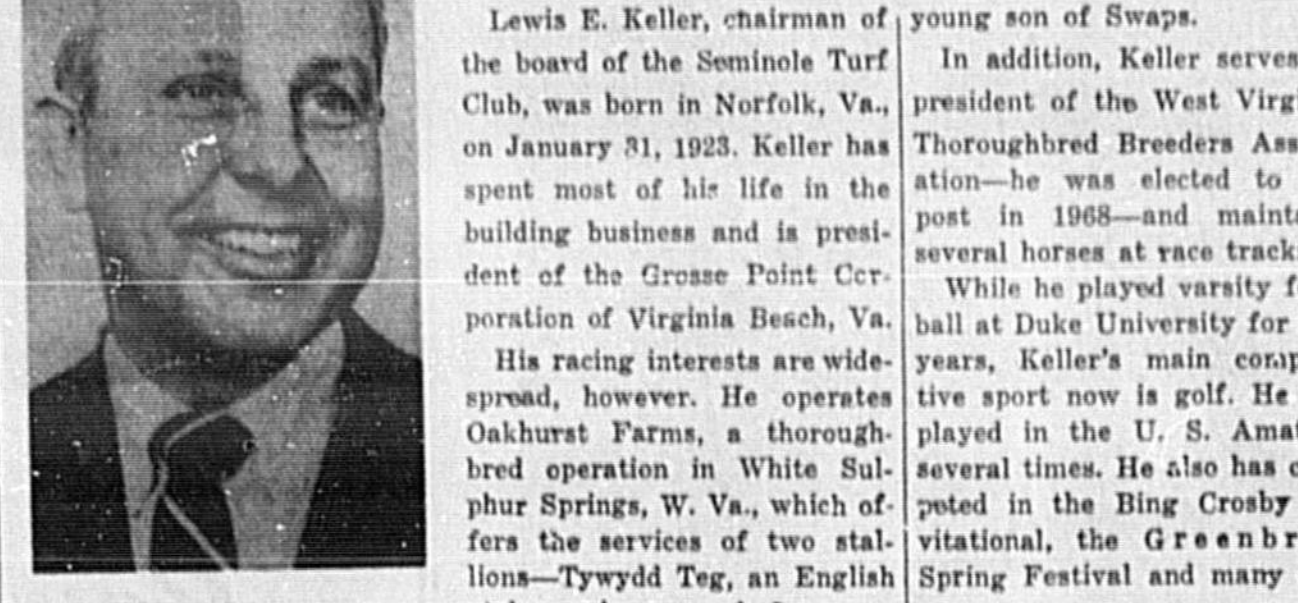 Lewis E. Keller, chairman of
the board of the Seminole Turf
Club, was born in Norfolk, Va.,
on January 31, 1923. Keller has
spent most of his life in the
building business and is presi-
dent of the Grosse Point Cor-
poration of Virginia Beach, Va.
His racing interests are wide-
spread, however. He operates
Oakhurst Farms, a thorough-
bred operation in White Sul-
phur Springs, W. Va., which of-
fers the services of two stal-
lions—Tywydd Teg, an English
young son of Swaps.
In addition, Keller serves
president of the West Virgi
Thoroughbred Breeders Ass
ation—he was elected to
post in 1968—and mainta
several horses at race track
While he played varsity f
ball at Duke University for
years, Keller's main comp
tive sport now is golf. He
played in the U. S. Amat
several times. He also has c
peted in the Bing Crosby
vitational, the Greenbr
Spring Festival and many